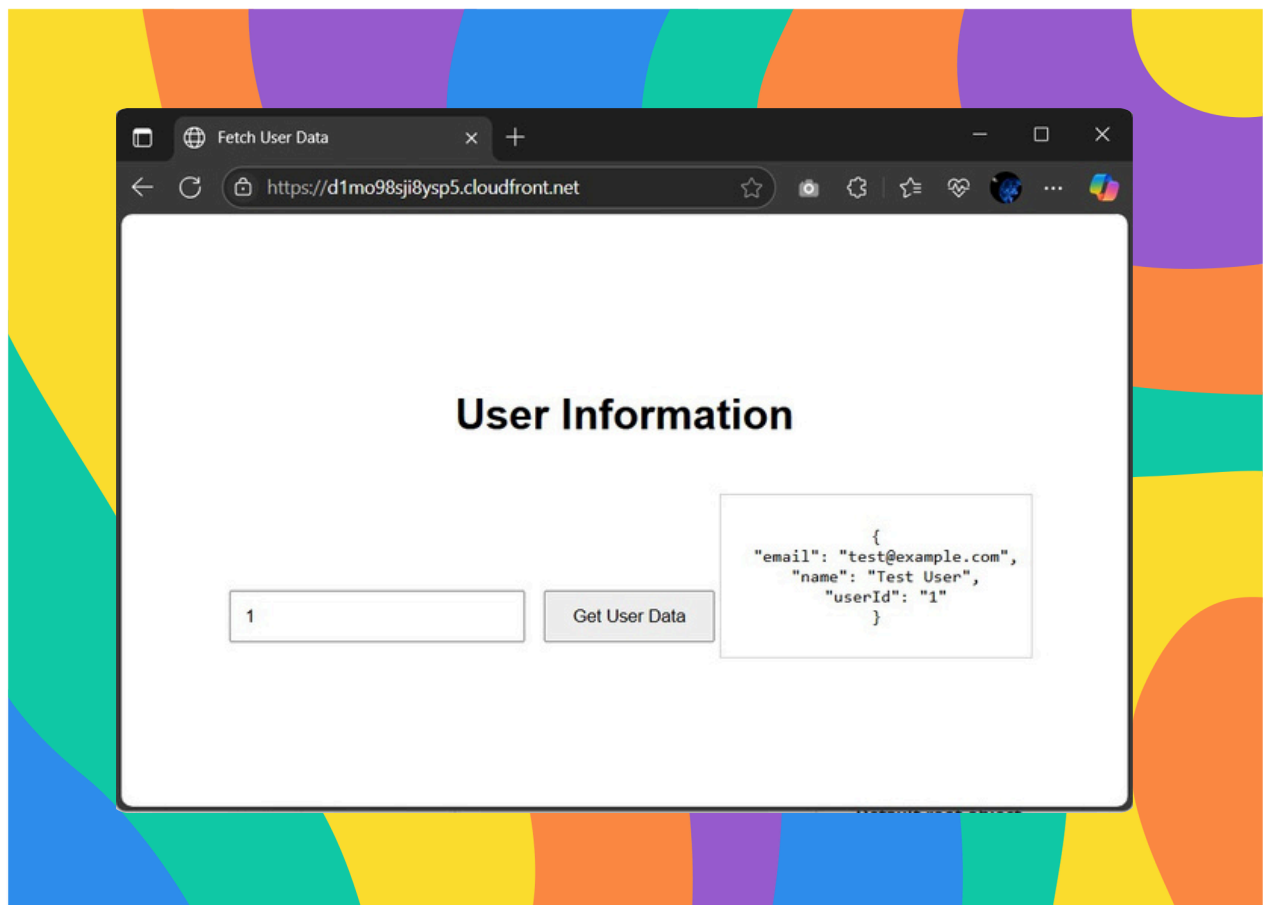 Fetch User Data
https://d1mo98sji8ysp5.cloudfront.net
User Information
1
Get User Data
{
"email": "test@example.com",
"name": "Test User",
"userId": "1"
}